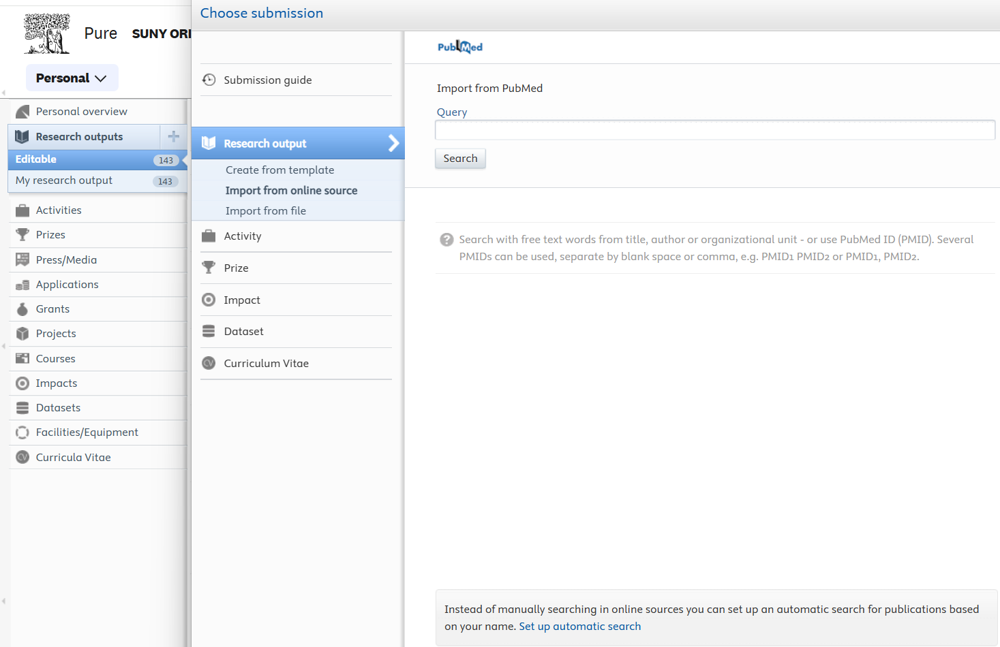 Choose submission
Pure
SUNY ORI
Personal
Personal overview
Research outputs
Editable 143
My research output 143
Activities
Prizes
Press/Media
Applications
Grants
Projects
Courses
Impacts
Datasets
Facilities/Equipment
CV Curricula Vitae
Submission guide
Research output
Create from template
Import from online source
Import from file
Activity
Prize
Impact
Dataset
CV Curriculum Vitae
PubMed
Import from PubMed
Query
Search
? Search with free text words from title, author or organizational unit - or use PubMed ID (PMID). Several
PMIDs can be used, separate by blank space or comma, e.g. PMID1 PMID2 or PMID1, PMID2.
Instead of manually searching in online sources you can set up an automatic search for publications based
on your name. Set up automatic search